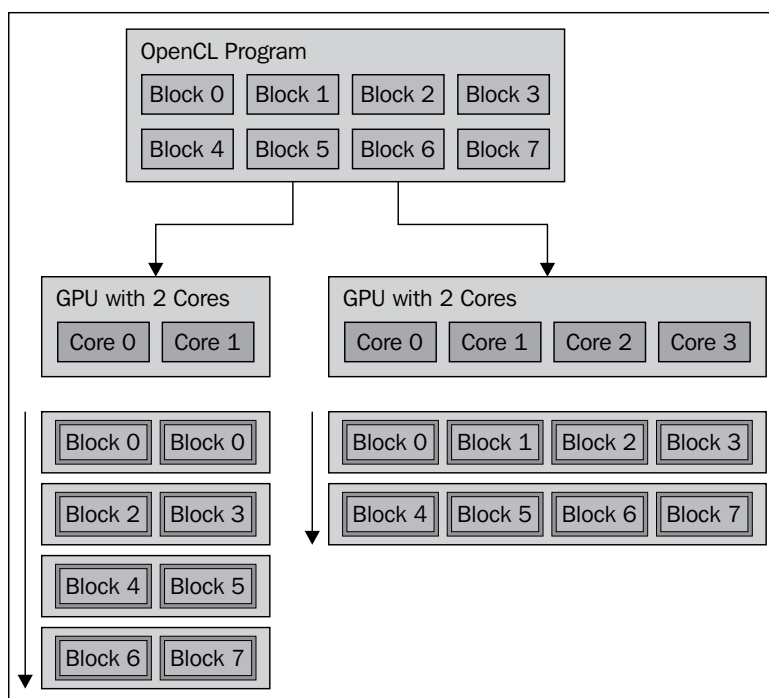 OpenCL Program
Block 0 Block 1 Block 2 Block 3
Block 4 Block 5 Block 6 Block 7
GPU with 2 Cores
Core 0 Core 1
Block 0 Block 0
Block 2 Block 3
Block 4 Block 5
Block 6 Block 7
GPU with 2 Cores
Core 0 Core 1 Core 2 Core 3
Block 0 Block 1 Block 2 Block 3
Block 4 Block 5 Block 6 Block 7